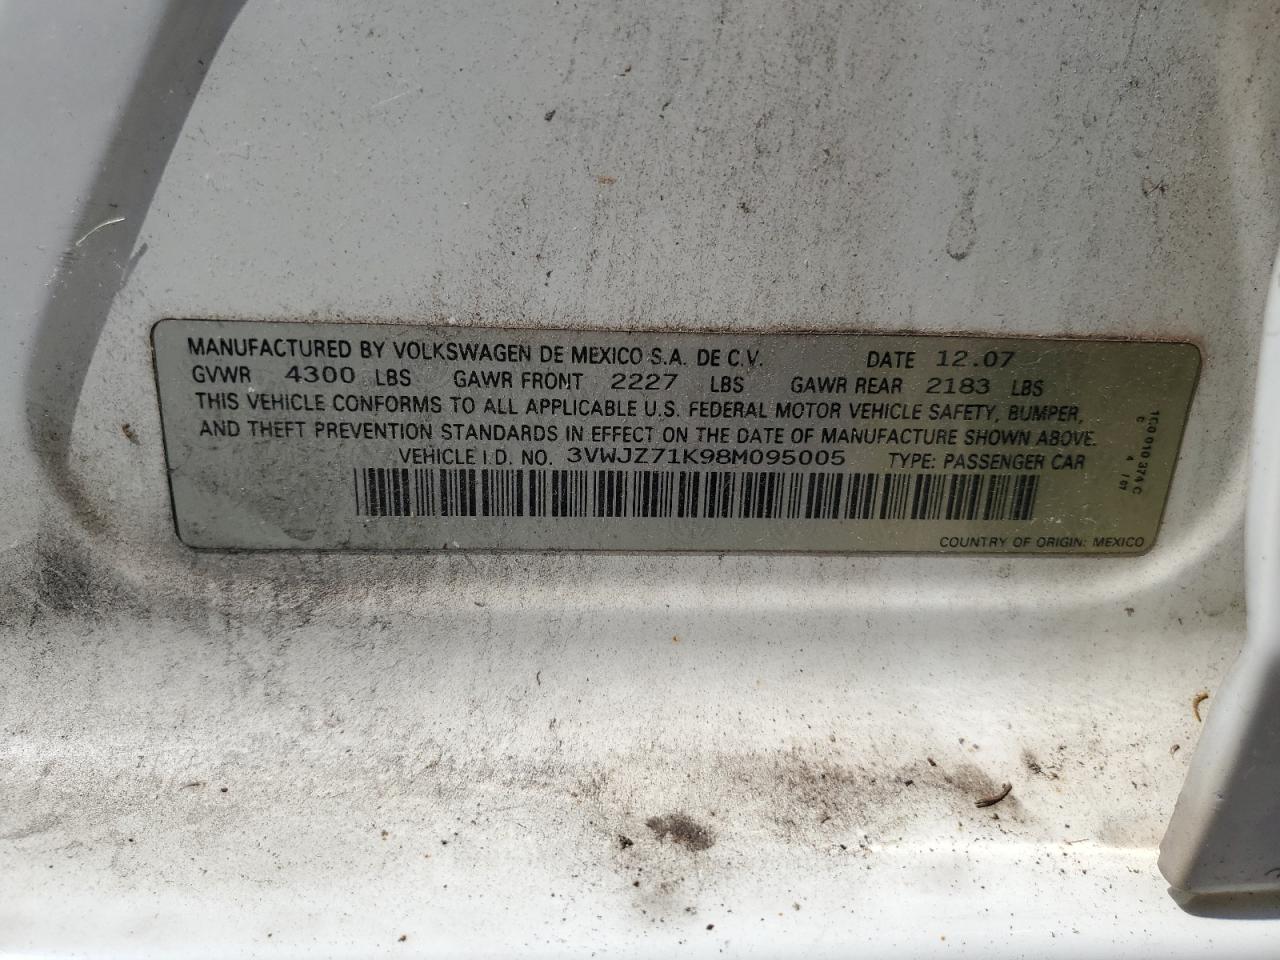 MANUFACTURED BY VOLKSWAGEN DE MEXICO S.A. DE C.V. DATE 12.07
GVWR 4300 LBS GAWR FRONT 2227 LBS GAWR REAR 2183 LBS
THIS VEHICLE CONFORMS TO ALL APPLICABLE U.S. FEDERAL MOTOR VEHICLE SAFETY, BUMPER,
AND THEFT PREVENTION STANDARDS IN EFFECT ON THE DATE OF MANUFACTURE SHOWN ABOVE.
VEHICLE I.D. NO. 3VWJZ71K98M095005 TYPE: PASSENGER CAR
COUNTRY OF ORIGIN: MEXICO